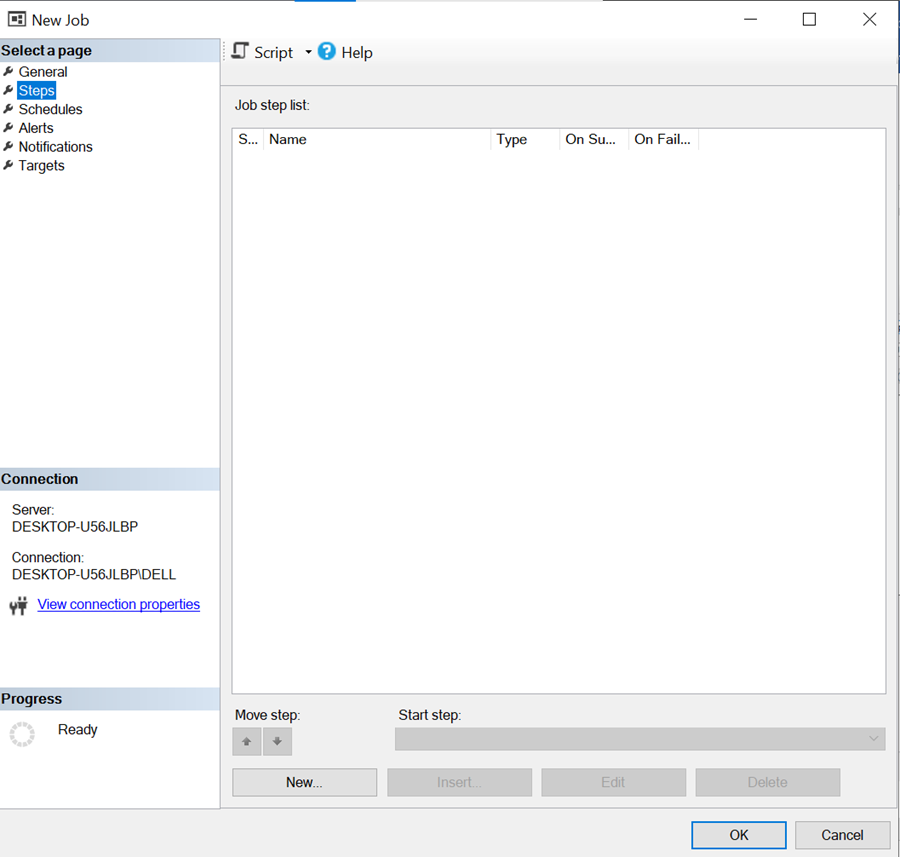 New Job
Select a page
General
Steps
Schedules
Alerts
Notifications
Targets
Script
Help
Job step list:
S... Name Type On Su... On Fail...
Connection
Server:
DESKTOP-U56JLBP
Connection:
DESKTOP-U56JLBP\DELL
View connection properties
Progress
Ready
Move step:
Start step:
New...
Insert...
Edit
Delete
OK
Cancel